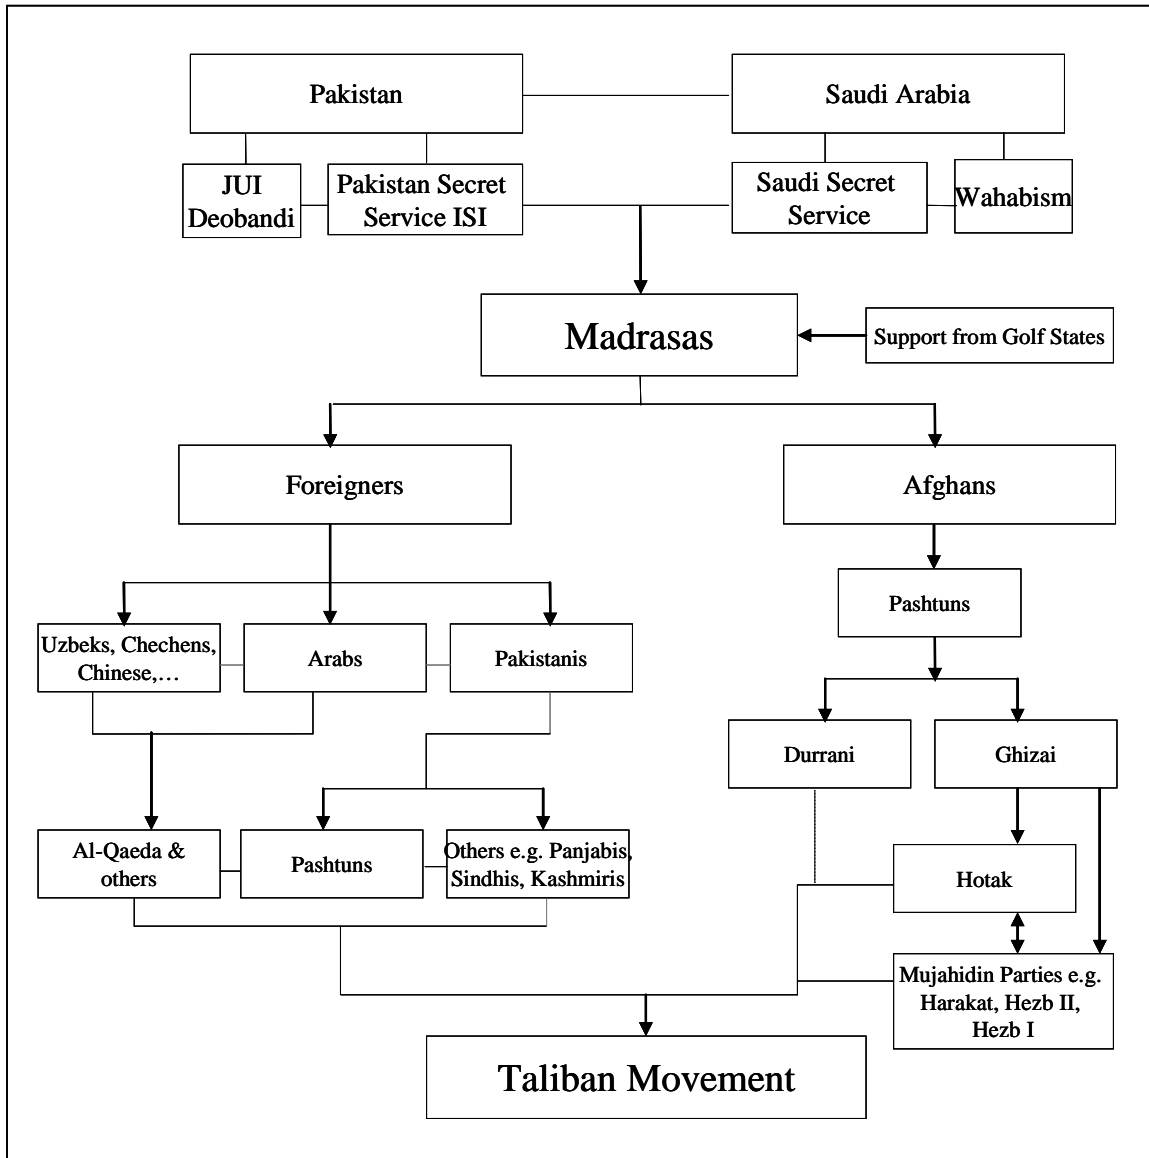 Pakistan
Saudi Arabia
JUI
Deobandi
Pakistan Secret
Service ISI
Saudi Secret
Service
Wahabism
Madrasas
Support from Golf States
Foreigners
Afghans
Pashtuns
Uzbeks, Chechens,
Chinese,…
Arabs
Pakistanis
Durrani
Ghizai
Al-Qaeda &
others
Pashtuns
Others e.g. Panjabis,
Sindhis, Kashmiris
Hotak
Mujahidin Parties e.g.
Harakat, Hezb II,
Hezb I
Taliban Movement